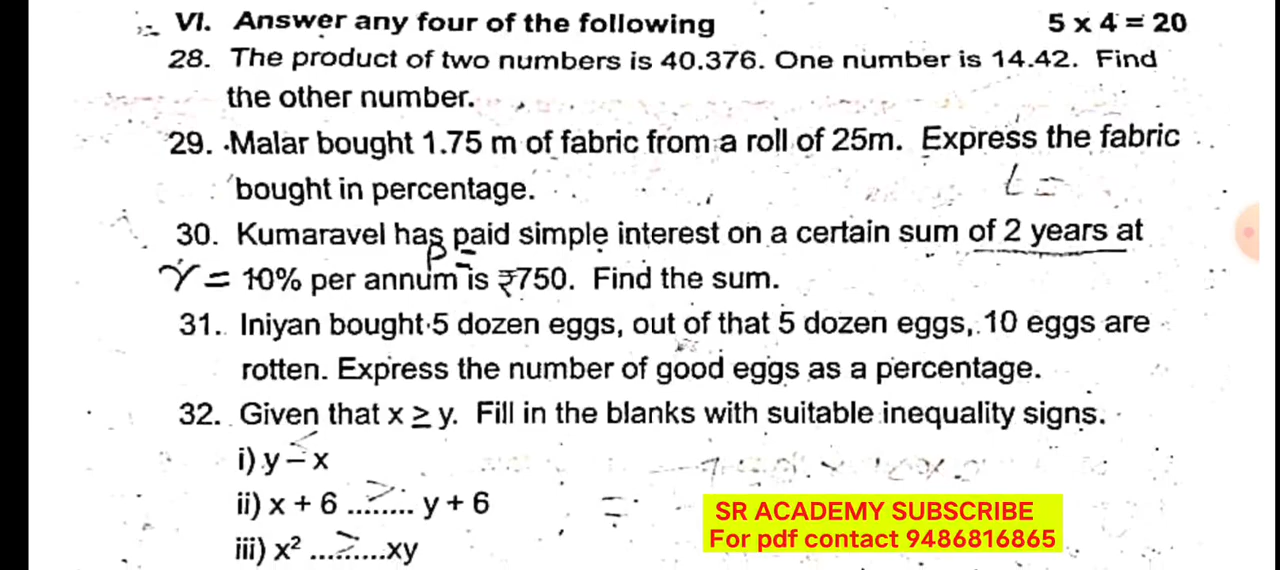 VI. Answer any four of the following 5 x 4 = 20
28. The product of two numbers is 40.376. One number is 14.42. Find
the other number.
29. Malar bought 1.75 m of fabric from a roll of 25m. Express the fabric
bought in percentage.
t =
30. Kumaravel has paid simple interest on a certain sum of 2 years at
p =
r = 10% per annum is ₹750. Find the sum.
31. Iniyan bought 5 dozen eggs, out of that 5 dozen eggs, 10 eggs are
rotten. Express the number of good eggs as a percentage.
32. Given that x ≥ y. Fill in the blanks with suitable inequality signs.
i) y ≤ x
ii) x + 6 ....≥.... y + 6
iii) x² ....≥....xy
SR ACADEMY SUBSCRIBE
For pdf contact 9486816865